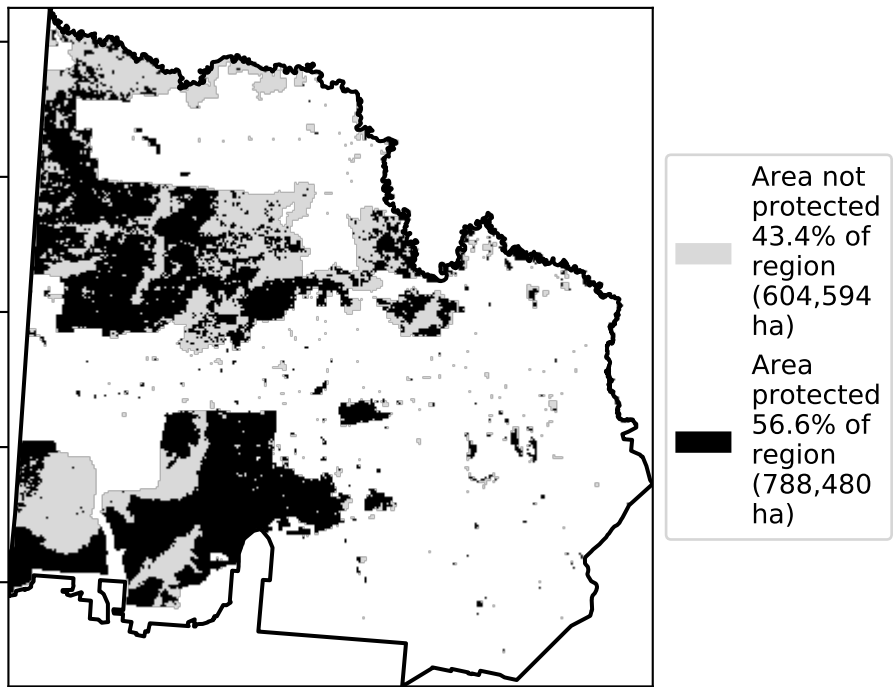 Area not
protected
43.4% of
region
(604,594
ha)
Area
protected
56.6% of
region
(788,480
ha)